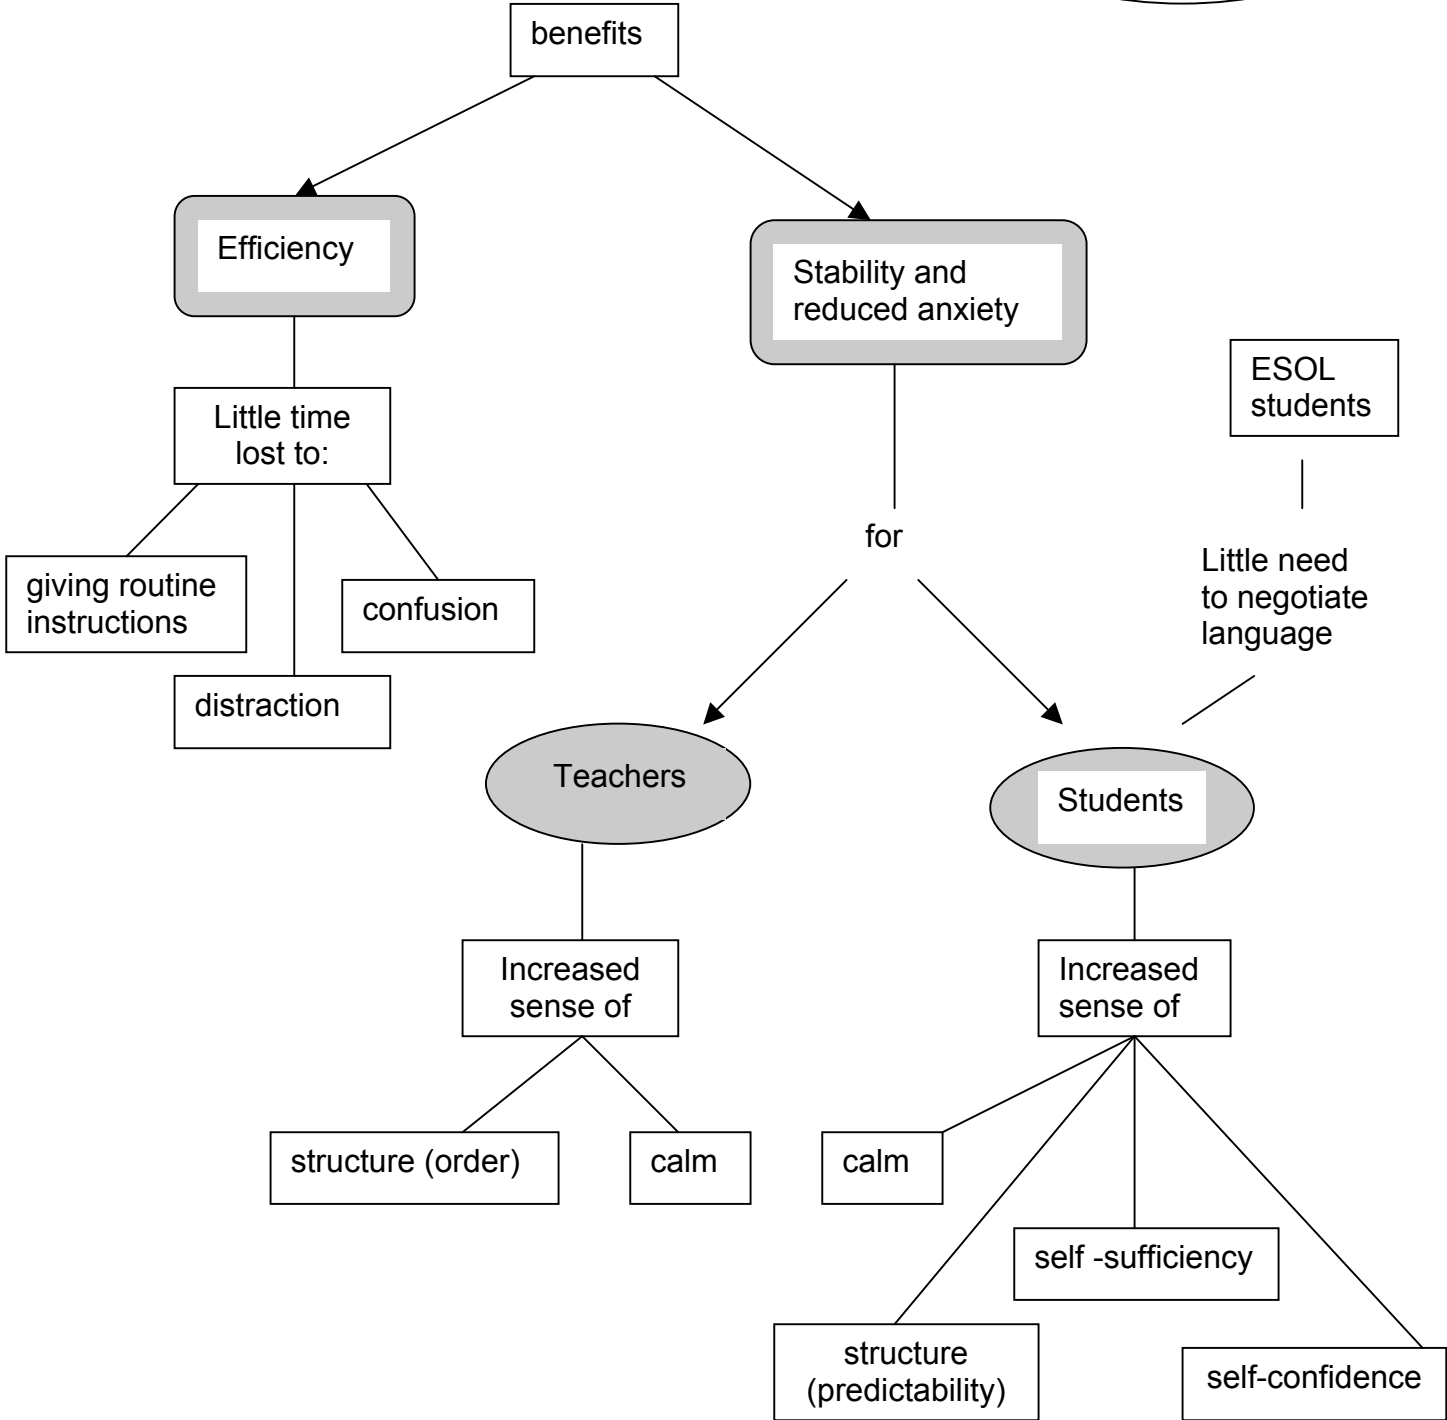 benefits
Efficiency
Stability and
reduced anxiety
ESOL
students
Little time
lost to:
for
Little need
to negotiate
language
giving routine
instructions
confusion
distraction
Teachers
Students
Increased
sense of
Increased
sense of
structure (order)
calm
calm
self -sufficiency
structure
(predictability)
self-confidence